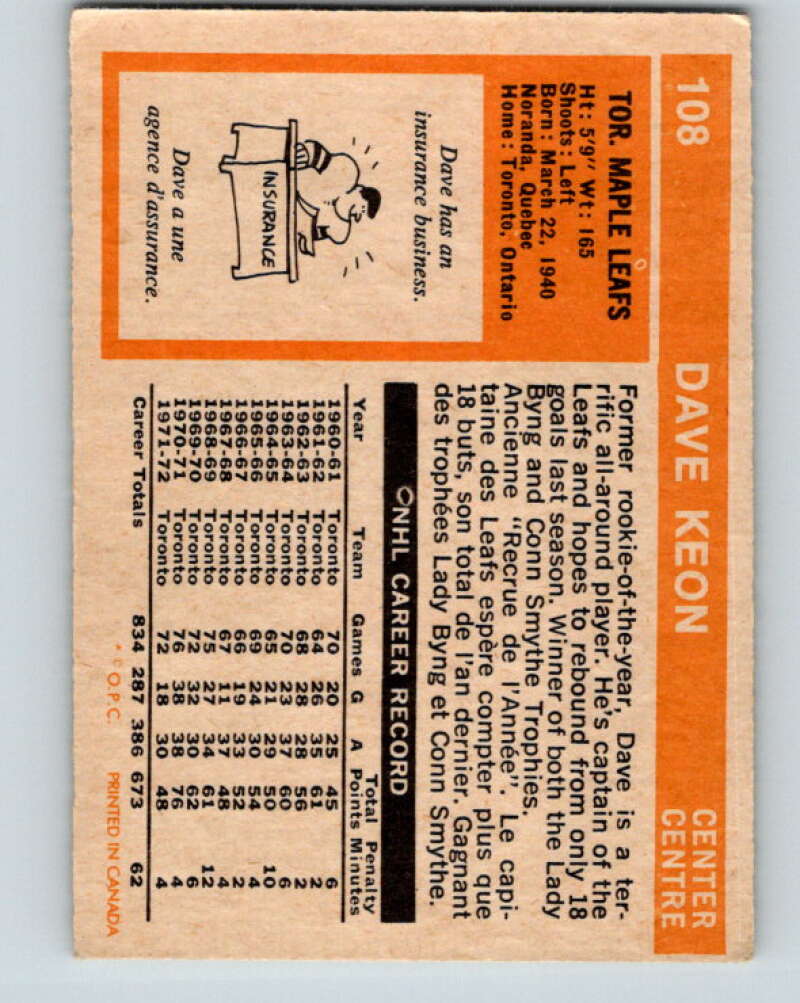 108 DAVE KEON CENTER
CENTRE
TOR. MAPLE LEAFS
Ht: 5'9" Wt: 165
Shoots: Left
Born: March 22, 1940
Noranda, Quebec
Home: Toronto, Ontario
Dave has an
insurance business.
INSURANCE
Dave a une
agence d'assurance.
Former rookie-of-the-year, Dave is a ter-
rific all-around player. He's captain of the
Leafs and hopes to rebound from only 18
goals last season. Winner of both the Lady
Byng and Conn Smythe Trophies.
Ancienne "Recrue de l'Année". Le capi-
taine des Leafs espère compter plus que
18 buts, son total de l'an dernier. Gagnant
des trophées Lady Byng et Conn Smythe.
NHL CAREER RECORD
Total Penalty
Year Team Games G A Points Minutes
1960-61 Toronto 70 20 25 45 6
1961-62 Toronto 64 26 35 61 2
1962-63 Toronto 68 28 28 56 2
1963-64 Toronto 70 23 37 60 6
1964-65 Toronto 65 21 29 50 10
1965-66 Toronto 69 24 30 54 4
1966-67 Toronto 66 19 33 52 2
1967-68 Toronto 67 11 37 48 4
1968-69 Toronto 75 27 34 61 12
1969-70 Toronto 72 32 30 62 6
1970-71 Toronto 76 38 38 76 4
1971-72 Toronto 72 18 30 48 4
Career Totals 834 287 386 673 62
* © O.P.C. PRINTED IN CANADA